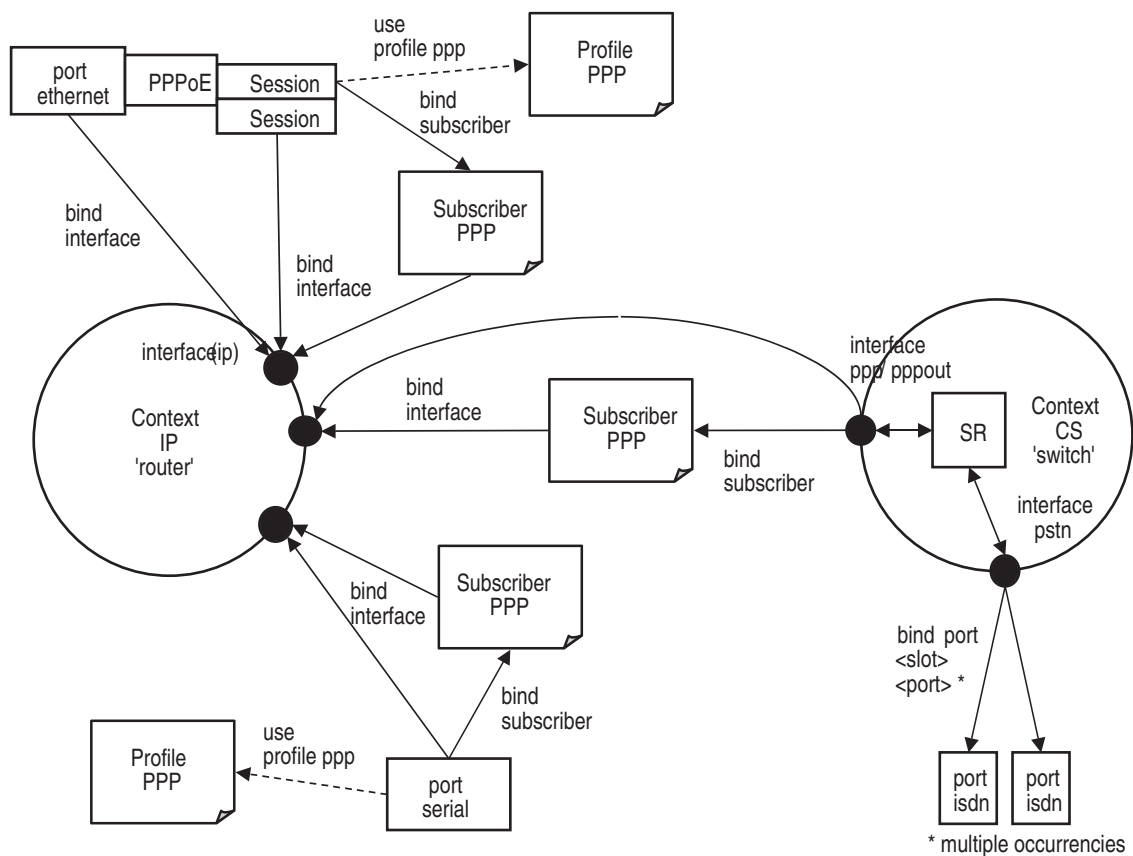 use
profile ppp
Profile
PPP
port
ethernet
PPPoE
Session
Session
bind
subscriber
Subscriber
PPP
bind
interface
bind
interface
interface(ip)
Context
IP
'router'
bind
interface
Subscriber
PPP
bind
subscriber
interface
ppp/ pppout
SR
Context
CS
'switch'
interface
pstn
bind
interface
Subscriber
PPP
bind
subscriber
bind port
<slot>
<port> *
use
profile ppp
Profile
PPP
port
serial
port
isdn
port
isdn
* multiple occurrencies